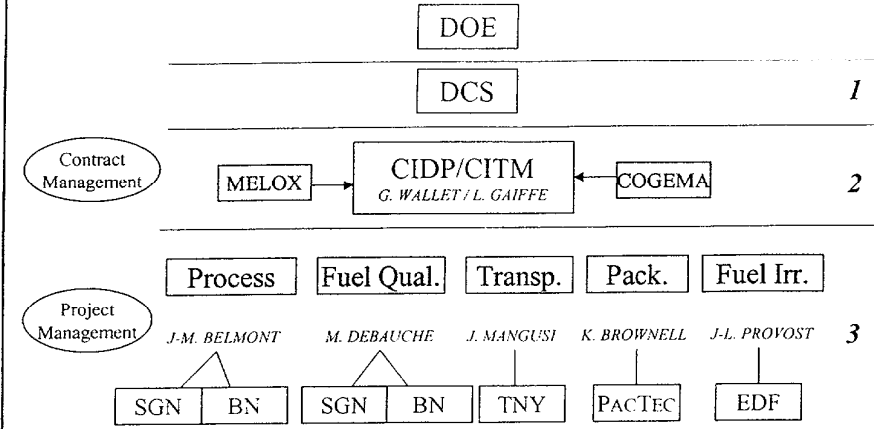 DOE
DCS
1
Contract
Management
MELOX
CIDP/CITM
G. WALLET / L. GAIFFE
COGEMA
2
Process
Fuel Qual.
Transp.
Pack.
Fuel Irr.
Project
Management
J-M. BELMONT
M. DEBAUCHE
J. MANGUSI
K. BROWNELL
J-L. PROVOST
3
SGN
BN
SGN
BN
TNY
PACTEC
EDF